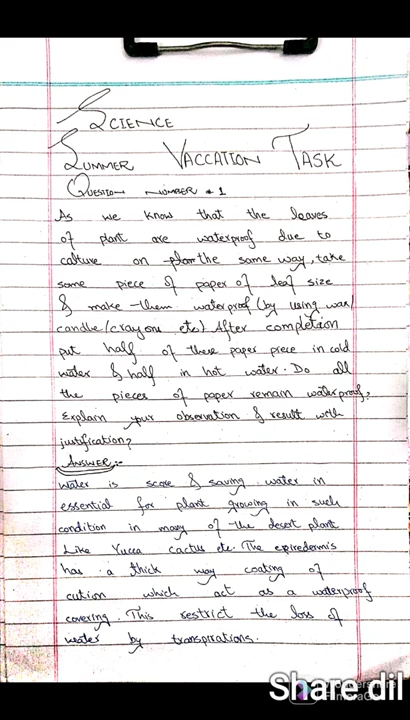 SCIENCE
SUMMER VACCATION TASK
QUESTION NUMBER # 1
As we know that the leaves
of plant are waterproof due to
calture on the same way, take
some piece of paper of leaf size
& make them waterproof (by using wax/
candle/crayons etc) After completion
put half of these paper piece in cold
water & half in hot water. Do all
the pieces of paper remain waterproof,
Explain your observation & result with
justification?
ANSWER:-
Water is scare & saving water in
essential for plant growing in such
condition in many of the desert plant
Like Yucca cactus etc. The epiredermis
has a thick way coating of
cution which act as a waterproof
covering. This restrict the loss of
water by transpirations.
Share dil